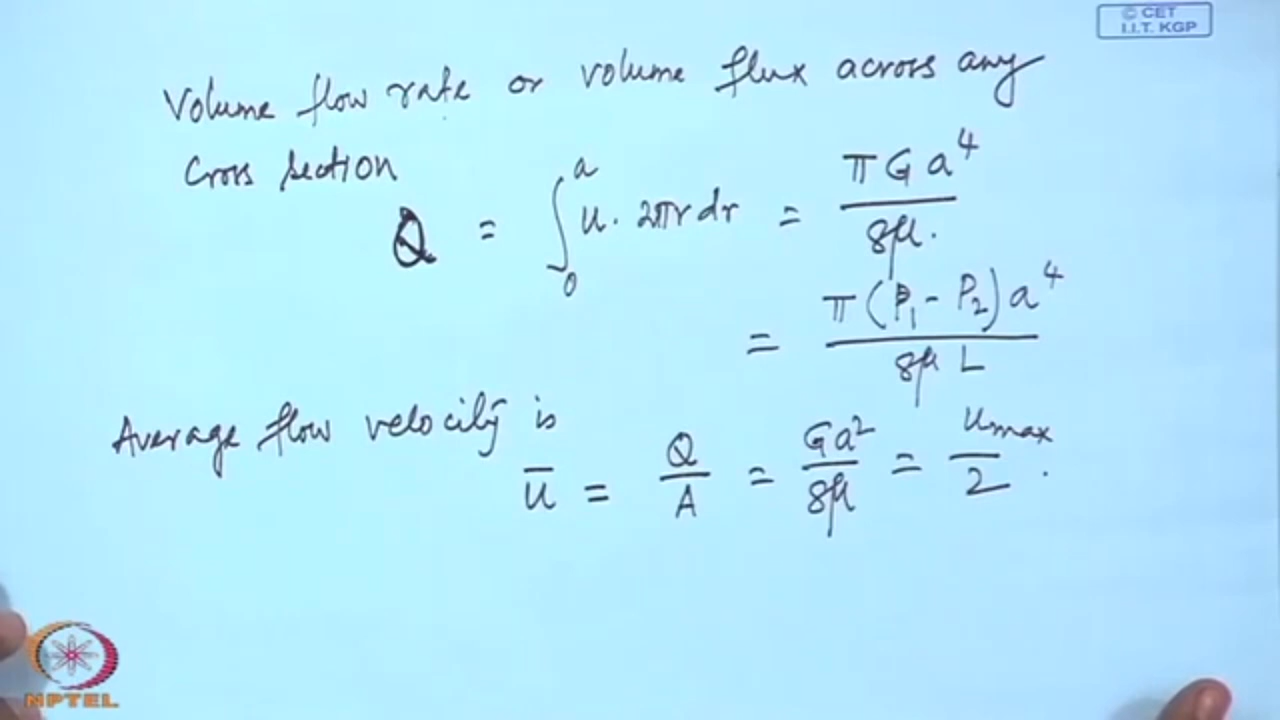 © CET
I.I.T. KGP
Volume flow rate or volume flux across any
Cross section
Q = ∫₀ᵃ u. 2πr dr = πGa⁴ / 8μ.
= π(P₁ - P₂)a⁴ / 8μL
Average flow velocity is
ū = Q/A = Ga²/8μ = uₘₐₓ/2.
NPTEL